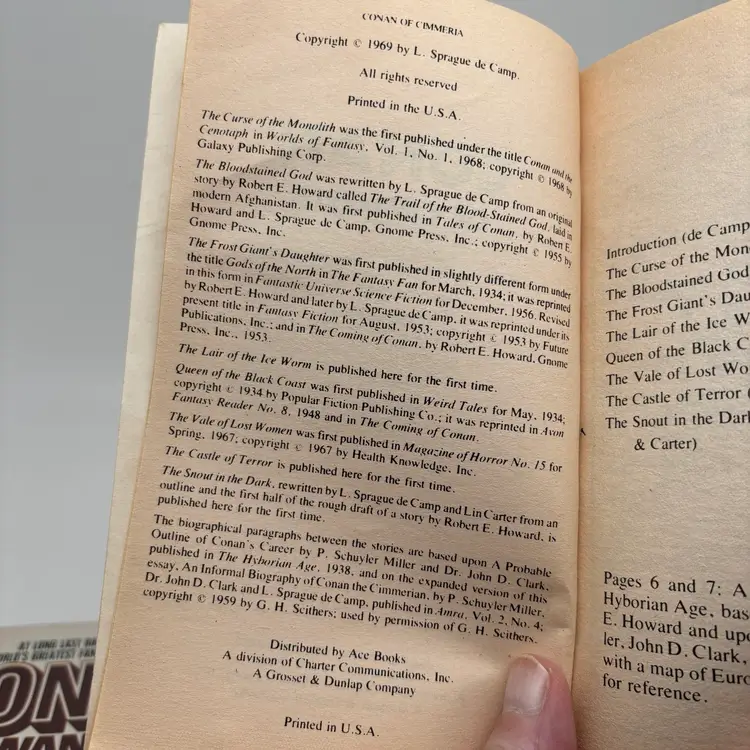 CONAN OF CIMMERIA
Copyright © 1969 by L. Sprague de Camp.
All rights reserved
Printed in the U.S.A.
The Curse of the Monolith was the first published under the title Conan and the
Cenotaph in Worlds of Fantasy, Vol. 1, No. 1, 1968; copyright © 1968 by
Galaxy Publishing Corp.
The Bloodstained God was rewritten by L. Sprague de Camp from an original
story by Robert E. Howard called The Trail of the Blood-Stained God, laid in
modern Afghanistan. It was first published in Tales of Conan, by Robert E.
Howard and L. Sprague de Camp, Gnome Press, Inc.; copyright © 1955 by
Gnome Press, Inc.
The Frost Giant's Daughter was first published in slightly different form under
the title Gods of the North in The Fantasy Fan for March, 1934; it was reprinted
in this form in Fantastic Universe Science Fiction for December, 1956. Revised
by Robert E. Howard and later by L. Sprague de Camp, it was reprinted under its
present title in Fantasy Fiction for August, 1953; copyright © 1953 by Future
Publications, Inc.; and in The Coming of Conan, by Robert E. Howard, Gnome
Press, Inc., 1953.
The Lair of the Ice Worm is published here for the first time.
Queen of the Black Coast was first published in Weird Tales for May, 1934;
copyright © 1934 by Popular Fiction Publishing Co.; it was reprinted in Avon
Fantasy Reader No. 8, 1948 and in The Coming of Conan.
The Vale of Lost Women was first published in Magazine of Horror No. 15 for
Spring, 1967; copyright © 1967 by Health Knowledge, Inc.
The Castle of Terror is published here for the first time.
The Snout in the Dark, rewritten by L. Sprague de Camp and Lin Carter from an
outline and the first half of the rough draft of a story by Robert E. Howard, is
published here for the first time.
The biographical paragraphs between the stories are based upon A Probable
Outline of Conan's Career by P. Schuyler Miller and Dr. John D. Clark,
published in The Hyborian Age, 1938, and on the expanded version of this
essay, An Informal Biography of Conan the Cimmerian, by P. Schuyler Miller,
Dr. John D. Clark and L. Sprague de Camp, published in Amra, Vol. 2, No. 4;
copyright © 1959 by G. H. Scithers; used by permission of G. H. Scithers.
Distributed by Ace Books
A division of Charter Communications, Inc.
A Grosset & Dunlap Company
Printed in U.S.A.
Introduction (de Camp
The Curse of the Mono
The Bloodstained God
The Frost Giant's Dau
The Lair of the Ice W
Queen of the Black C
The Vale of Lost Wo
The Castle of Terror (
The Snout in the Dark
& Carter)
Pages 6 and 7: A
Hyborian Age, bas
E. Howard and upo
ler, John D. Clark,
with a map of Euro
for reference.
AT LONG LAST BA
ORLD'S GREATEST FAN
ON